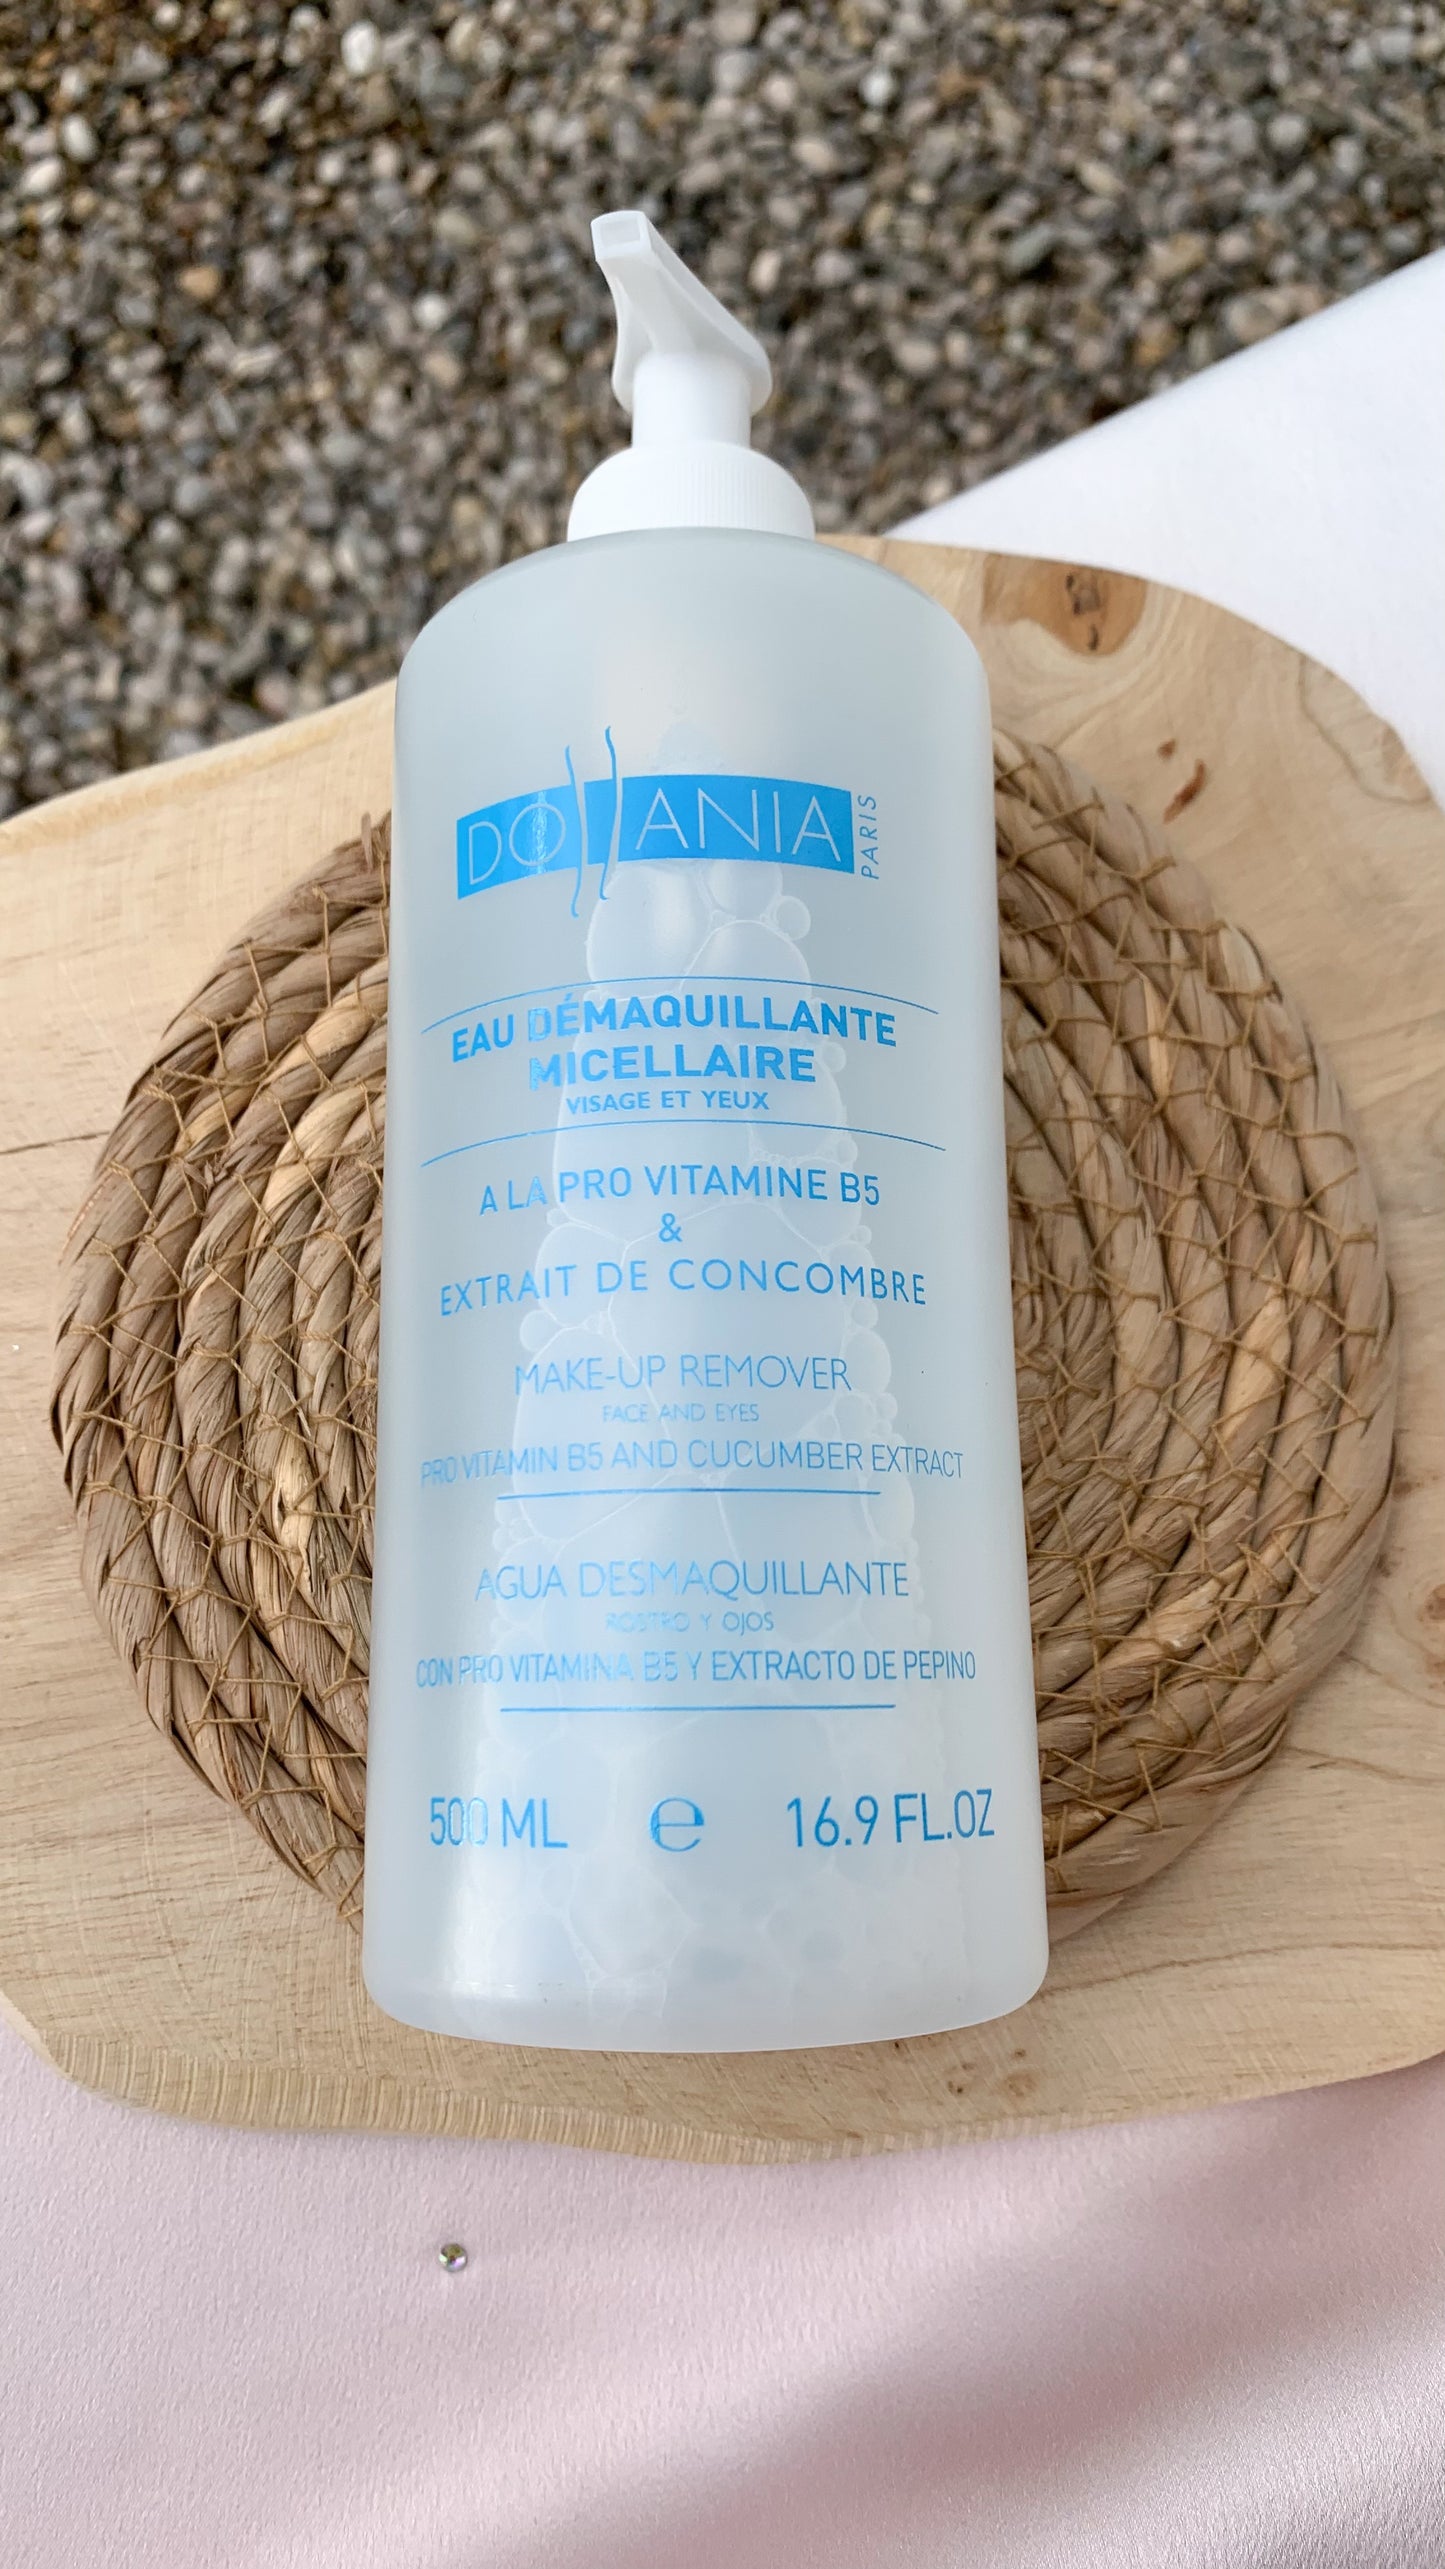 DOLLANIA PARIS
EAU DÉMAQUILLANTE
MICELLAIRE
VISAGE ET YEUX
A LA PRO VITAMINE B5
&
EXTRAIT DE CONCOMBRE
MAKE-UP REMOVER
FACE AND EYES
PRO VITAMIN B5 AND CUCUMBER EXTRACT
AGUA DESMAQUILLANTE
ROSTRO Y OJOS
CON PRO VITAMINA B5 Y EXTRACTO DE PEPINO
500 ML e 16.9 FL.OZ